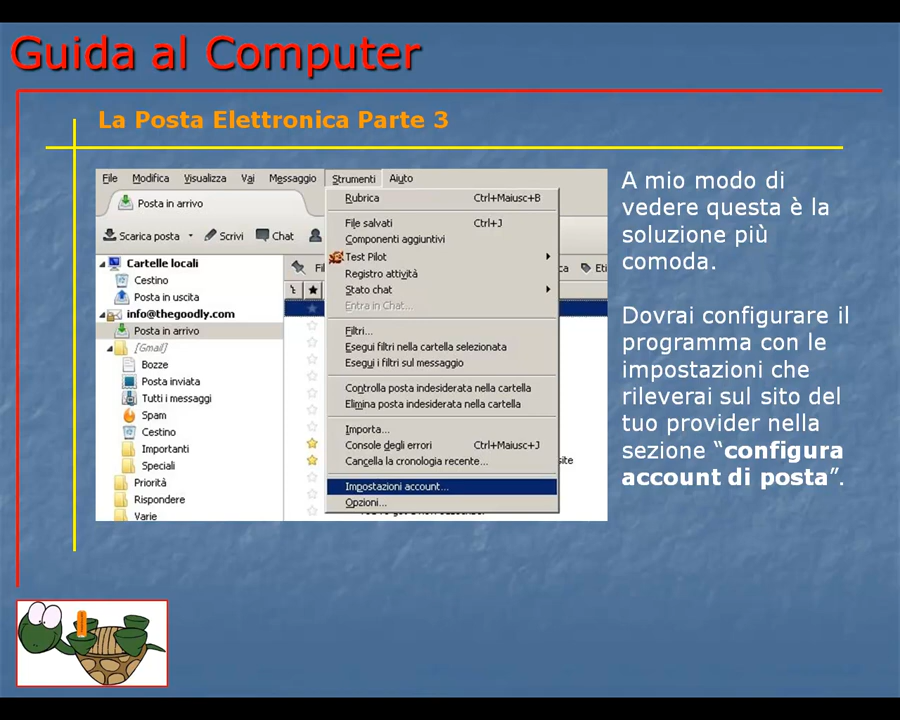 Guida al Computer
La Posta Elettronica Parte 3
File Modifica Visualizza Vai Messaggio Strumenti Aiuto
Posta in arrivo
Scarica posta Scrivi Chat
Cartelle locali
Cestino
Posta in uscita
info@thegoodly.com
Posta in arrivo
[Gmail]
Bozze
Posta inviata
Tutti i messaggi
Spam
Cestino
Importanti
Speciali
Priorità
Rispondere
Varie
Rubrica Ctrl+Maiusc+B
File salvati Ctrl+J
Componenti aggiuntivi
Test Pilot
Registro attività
Stato chat
Entra in Chat...
Filtri...
Esegui filtri nella cartella selezionata
Esegui i filtri sul messaggio
Controlla posta indesiderata nella cartella
Elimina posta indesiderata nella cartella
Importa...
Console degli errori Ctrl+Maiusc+J
Cancella la cronologia recente...
Impostazioni account...
Opzioni...
A mio modo di
vedere questa è la
soluzione più
comoda.
Dovrai configurare il
programma con le
impostazioni che
rileverai sul sito del
tuo provider nella
sezione “configura
account di posta”.